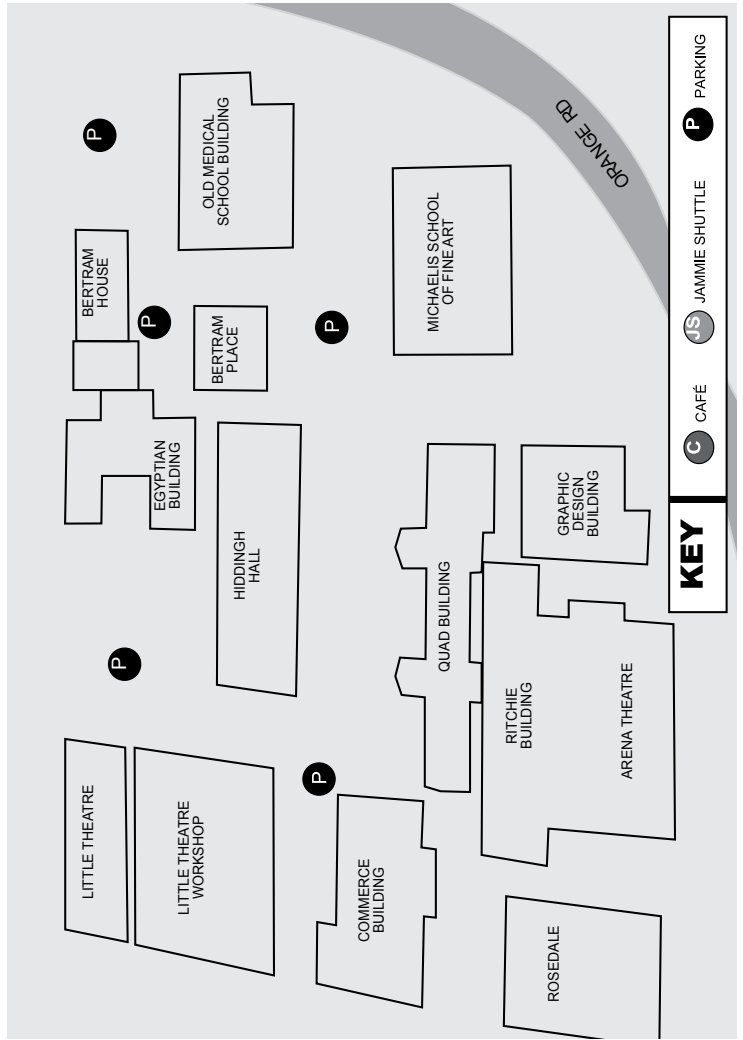 LITTLE THEATRE
P
BERTRAM
HOUSE
P
P
LITTLE THEATRE
WORKSHOP
EGYPTIAN
BUILDING
OLD MEDICAL
SCHOOL BUILDING
BERTRAM
PLACE
HIDDINGH
HALL
P
P
COMMERCE
BUILDING
QUAD BUILDING
MICHAELIS SCHOOL
OF FINE ART
RITCHIE
BUILDING
ROSEDALE
GRAPHIC
DESIGN
BUILDING
ORANGE RD
ARENA THEATRE
KEY
C CAFÉ
JS JAMMIE SHUTTLE
P PARKING